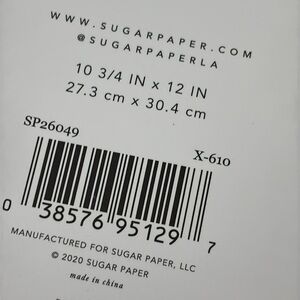 WWW.SUGARPAPER.COM
@SUGARPAPERLA
10 3/4 IN x 12 IN
27.3 cm x 30.4 cm
SP26049
X-610
0 38576 95129 7
MANUFACTURED FOR SUGAR PAPER, LLC
© 2020 SUGAR PAPER
made in china